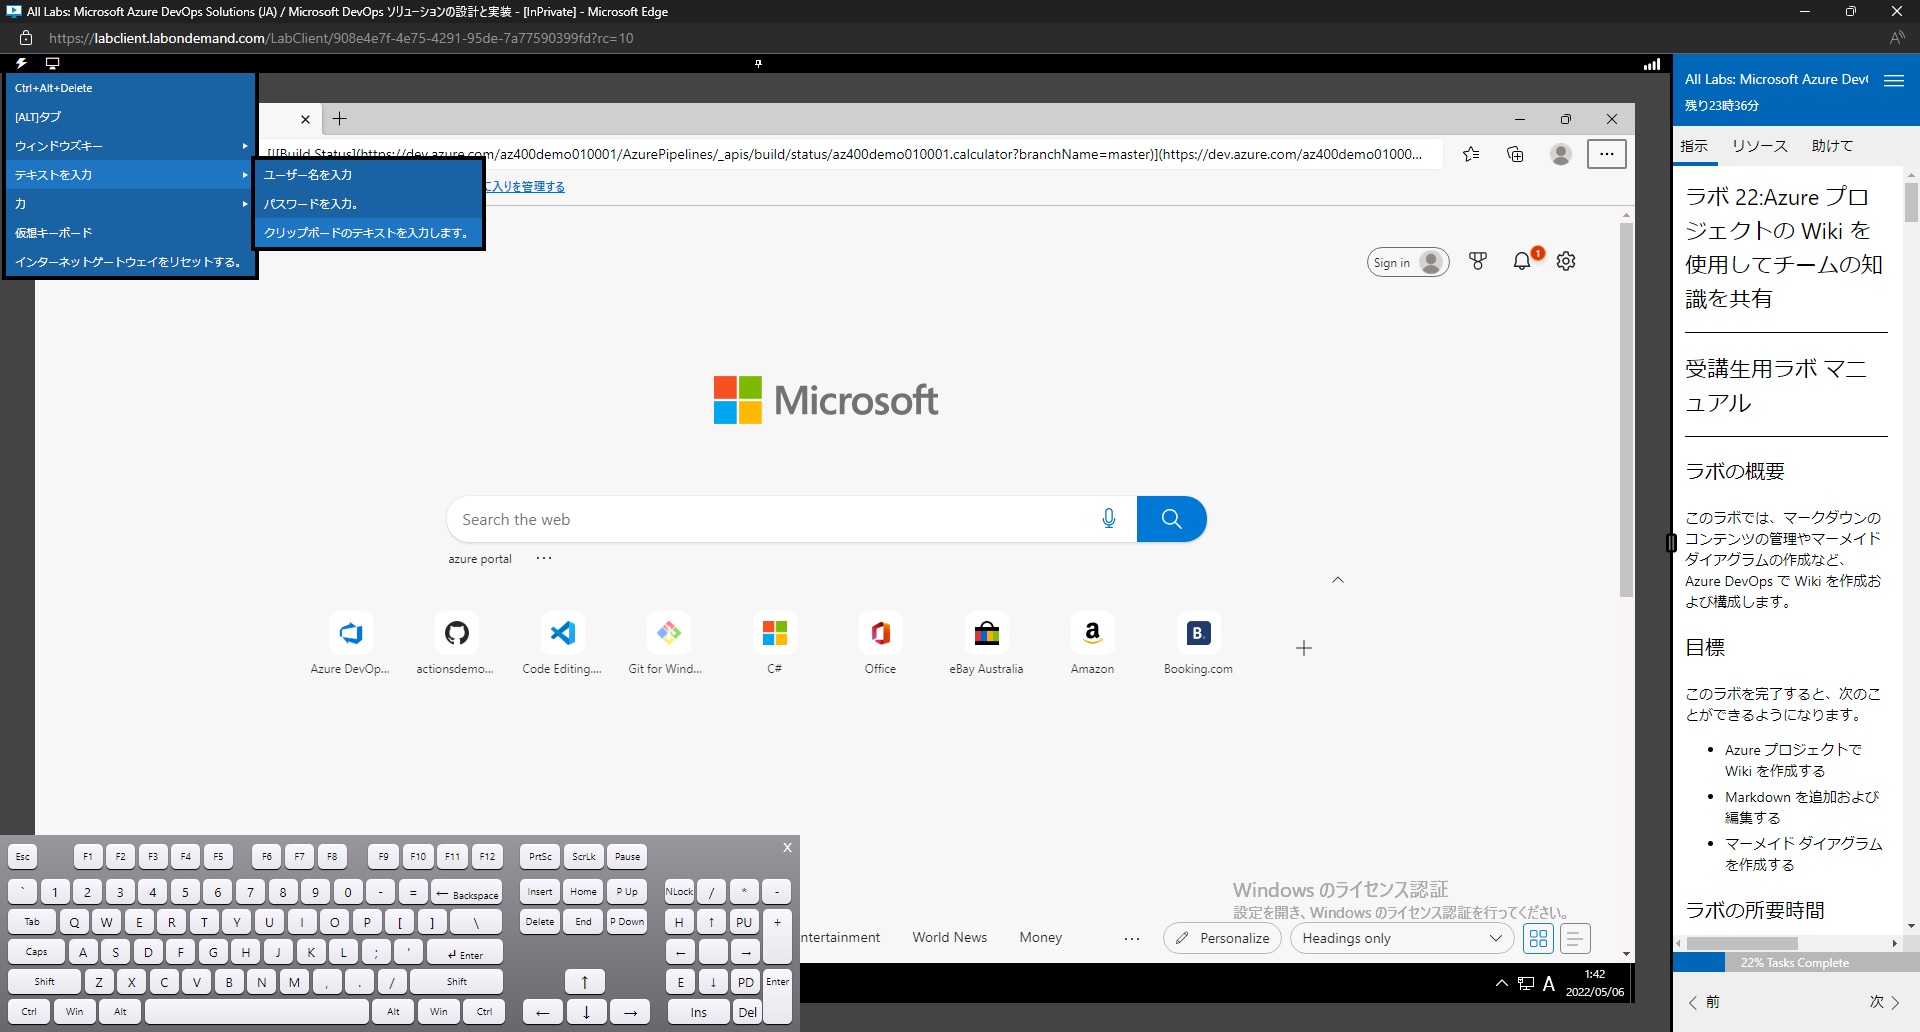 All Labs: Microsoft Azure DevOps Solutions (JA) / Microsoft DevOps ソリューションの設計と実装 - [InPrivate] - Microsoft Edge
https://labclient.labondemand.com/LabClient/908e4e7f-4e75-4291-95de-7a77590399fd?rc=10
Ctrl+Alt+Delete
[ALT]タブ
ウィンドウズキー
テキストを入力
力
仮想キーボード
インターネットゲートウェイをリセットする。
ユーザー名を入力
パスワードを入力。
クリップボードのテキストを入力します。
[![Build Status](https://dev.azure.com/az400demo010001/AzurePipelines/_apis/build/status/az400demo010001.calculator?branchName=master)](https://dev.azure.com/az400demo01000...
に入りを管理する
Sign in
1
Microsoft
Search the web
azure portal
Azure DevOp...
actionsdemo...
Code Editing....
Git for Wind...
C#
Office
eBay Australia
Amazon
Booking.com
Windows のライセンス認証
設定を開き、Windows のライセンス認証を行ってください。
ntertainment
World News
Money
Personalize
Headings only
A
1:42
2022/05/06
X
Esc F1 F2 F3 F4 F5 F6 F7 F8 F9 F10 F11 F12 PrtSc ScrLk Pause
` 1 2 3 4 5 6 7 8 9 0 - = ← Backspace Insert Home P Up NLock / * -
Tab Q W E R T Y U I O P [ ] \ Delete End P Down H ↑ PU +
Caps A S D F G H J K L ; ' ↵ Enter ← →
Shift Z X C V B N M , . / Shift ↑ E ↓ PD Enter
Ctrl Win Alt Alt Win Ctrl ← ↓ → Ins Del
All Labs: Microsoft Azure Dev
残り23時36分
指示 リソース 助けて
ラボ 22:Azure プロ
ジェクトの Wiki を
使用してチームの知
識を共有
受講生用ラボ マニ
ュアル
ラボの概要
このラボでは、マークダウンの
コンテンツの管理やマーメイド
ダイアグラムの作成など、
Azure DevOps で Wiki を作成お
よび構成します。
目標
このラボを完了すると、次のこ
とができるようになります。
• Azure プロジェクトで
Wiki を作成する
• Markdown を追加および
編集する
• マーメイド ダイアグラム
を作成する
ラボの所要時間
22% Tasks Complete
前
次